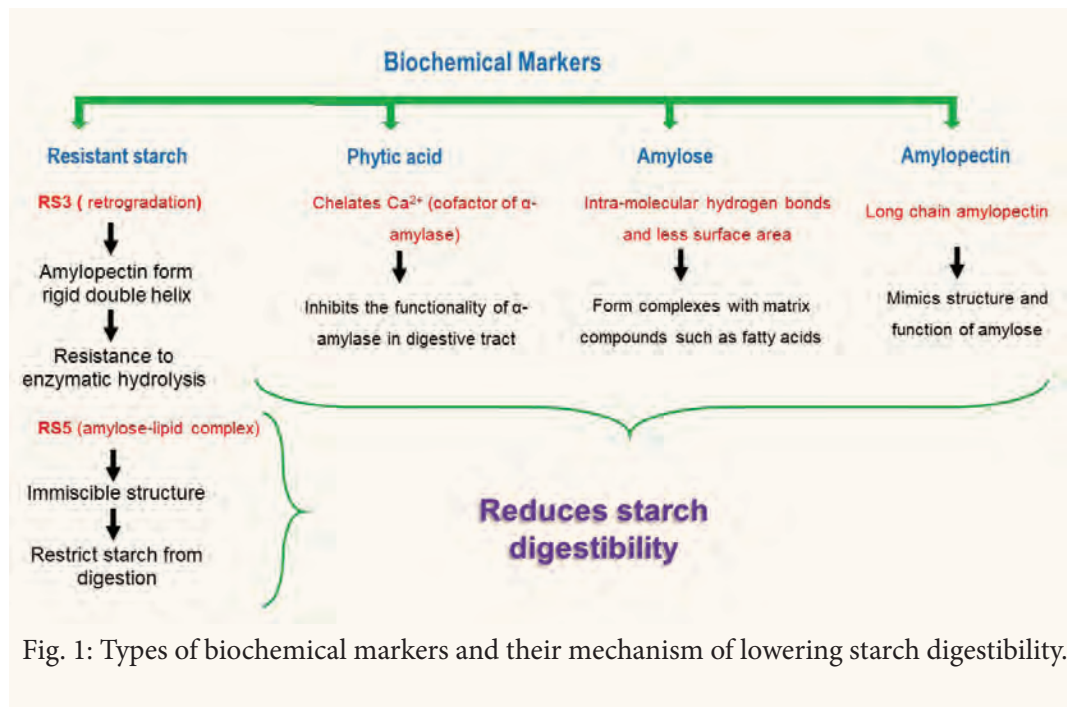 Biochemical Markers
Resistant starch
RS3 ( retrogradation)
Amylopectin form
rigid double helix
Resistance to
enzymatic hydrolysis
RS5 (amylose-lipid complex)
Immiscible structure
Restrict starch from
digestion
Phytic acid
Chelates Ca²⁺ (cofactor of α-
amylase)
Inhibits the functionality of α-
amylase in digestive tract
Amylose
Intra-molecular hydrogen bonds
and less surface area
Form complexes with matrix
compounds such as fatty acids
Amylopectin
Long chain amylopectin
Mimics structure and
function of amylose
Reduces starch
digestibility
Fig. 1: Types of biochemical markers and their mechanism of lowering starch digestibility.